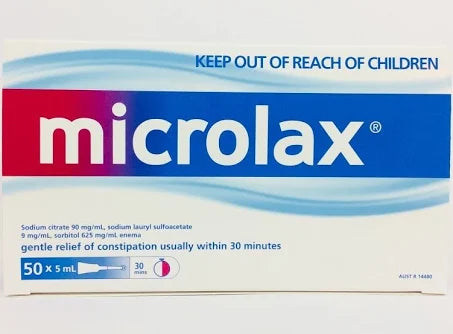 KEEP OUT OF REACH OF CHILDREN
microlax®
Sodium citrate 90 mg/mL, sodium lauryl sulfoacetate
9 mg/mL, sorbitol 625 mg/mL enema
gentle relief of constipation usually within 30 minutes
50 x 5 mL 30 mins
AUST R 14480